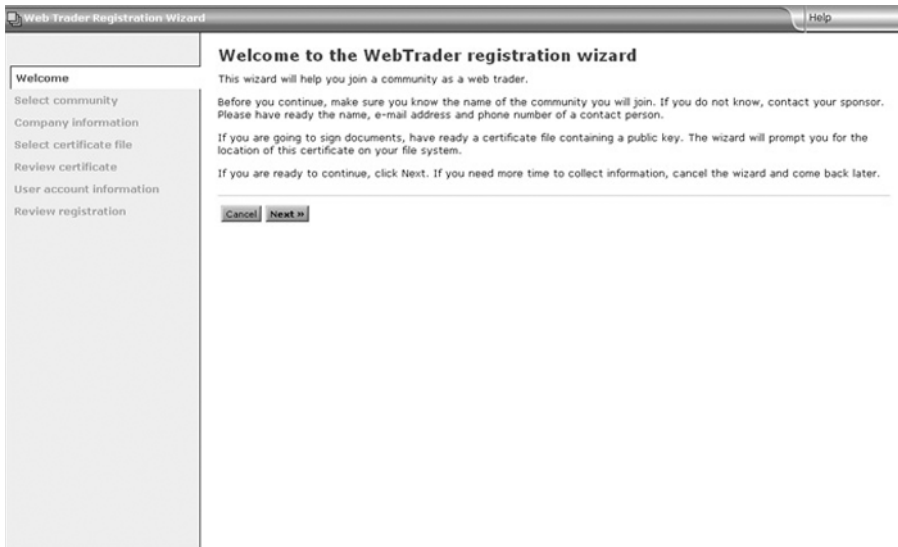 Web Trader Registration Wizard
Help
Welcome
Select community
Company information
Select certificate file
Review certificate
User account information
Review registration
Welcome to the WebTrader registration wizard
This wizard will help you join a community as a web trader.
Before you continue, make sure you know the name of the community you will join. If you do not know, contact your sponsor.
Please have ready the name, e-mail address and phone number of a contact person.
If you are going to sign documents, have ready a certificate file containing a public key. The wizard will prompt you for the
location of this certificate on your file system.
If you are ready to continue, click Next. If you need more time to collect information, cancel the wizard and come back later.
Cancel Next »